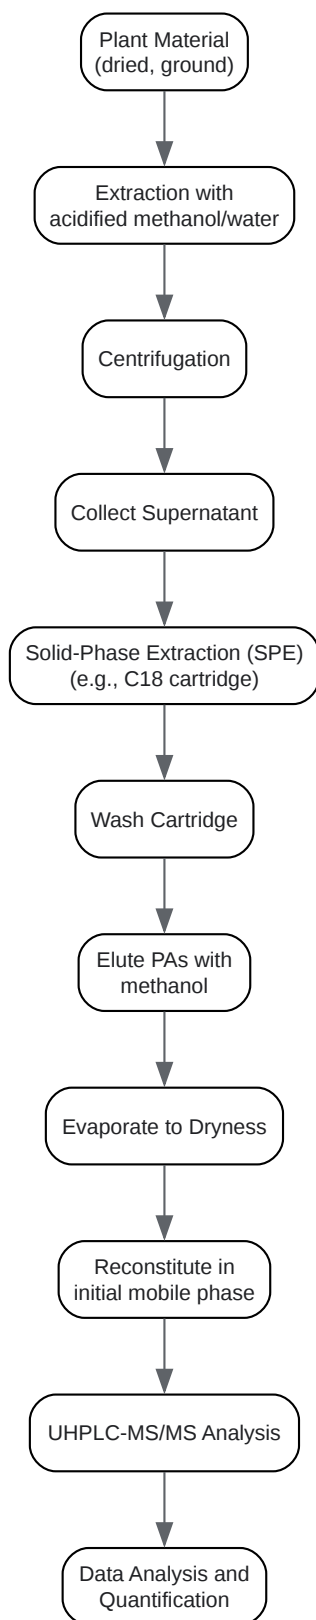 Plant Material
(dried, ground)
Extraction with
acidified methanol/water
Centrifugation
Collect Supernatant
Solid-Phase Extraction (SPE)
(e.g., C18 cartridge)
Wash Cartridge
Elute PAs with
methanol
Evaporate to Dryness
Reconstitute in
initial mobile phase
UHPLC-MS/MS Analysis
Data Analysis and
Quantification